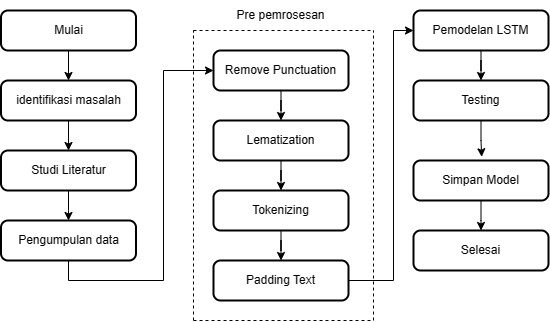 Mulai
identifikasi masalah
Studi Literatur
Pengumpulan data
Pre pemrosesan
Remove Punctuation
Lematization
Tokenizing
Padding Text
Pemodelan LSTM
Testing
Simpan Model
Selesai